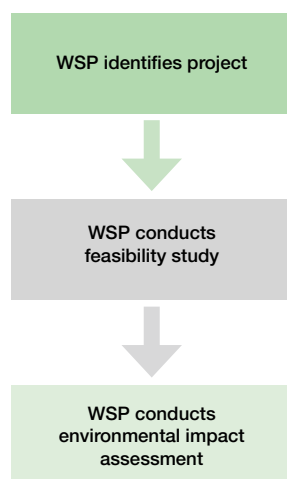 WSP identifies project
WSP conducts
feasibility study
WSP conducts
environmental impact
assessment